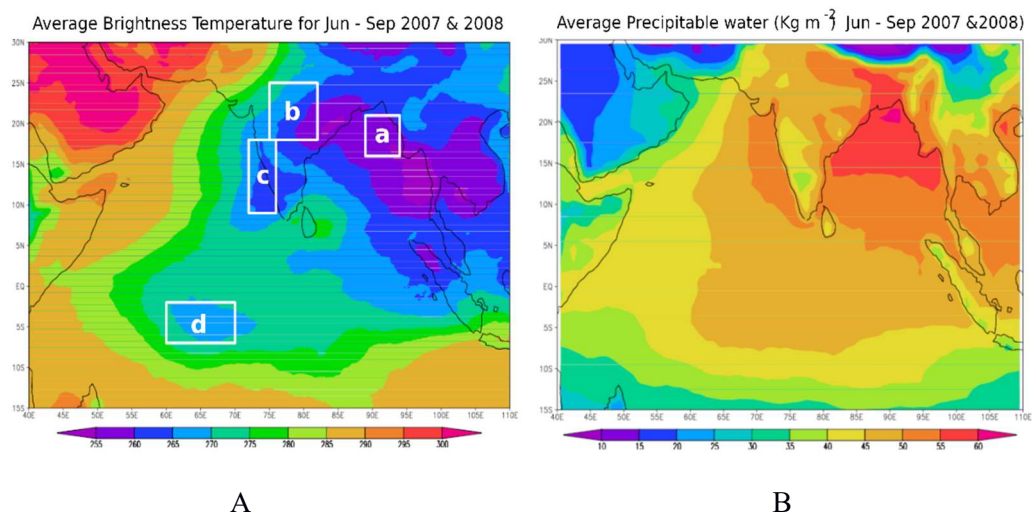 Average Brightness Temperature for Jun - Sep 2007 & 2008
30N
25N
20N
15N
10N
5N
EQ
5S
10S
15S
40E 45E 50E 55E 60E 65E 70E 75E 80E 85E 90E 95E 100E 105E 110E
b
a
c
d
255 260 265 270 275 280 285 290 295 300
A
Average Precipitable water (Kg m⁻²) Jun - Sep 2007 &2008)
30N
25N
20N
15N
10N
5N
EQ
5S
10S
15S
40E 45E 50E 55E 60E 65E 70E 75E 80E 85E 90E 95E 100E 105E 110E
10 15 20 25 30 35 40 45 50 55 60
B